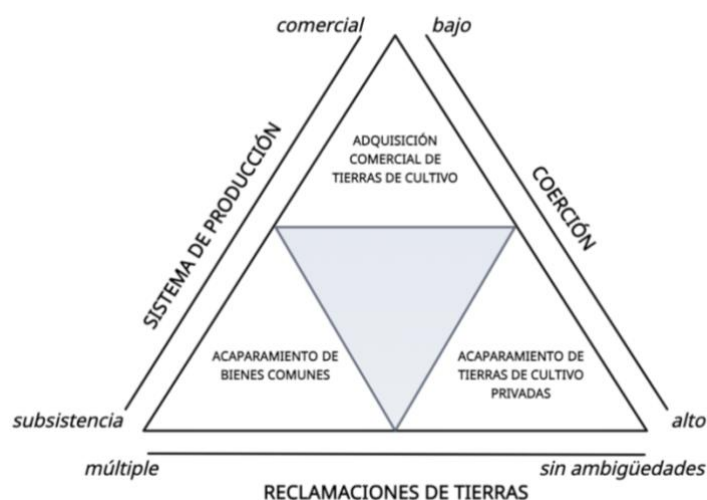 comercial
bajo
SISTEMA DE PRODUCCIÓN
COERCIÓN
ADQUISICIÓN
COMERCIAL DE
TIERRAS DE CULTIVO
ACAPARAMIENTO DE
BIENES COMUNES
ACAPARAMIENTO DE
TIERRAS DE CULTIVO
PRIVADAS
subsistencia
alto
múltiple
sin ambigüedades
RECLAMACIONES DE TIERRAS